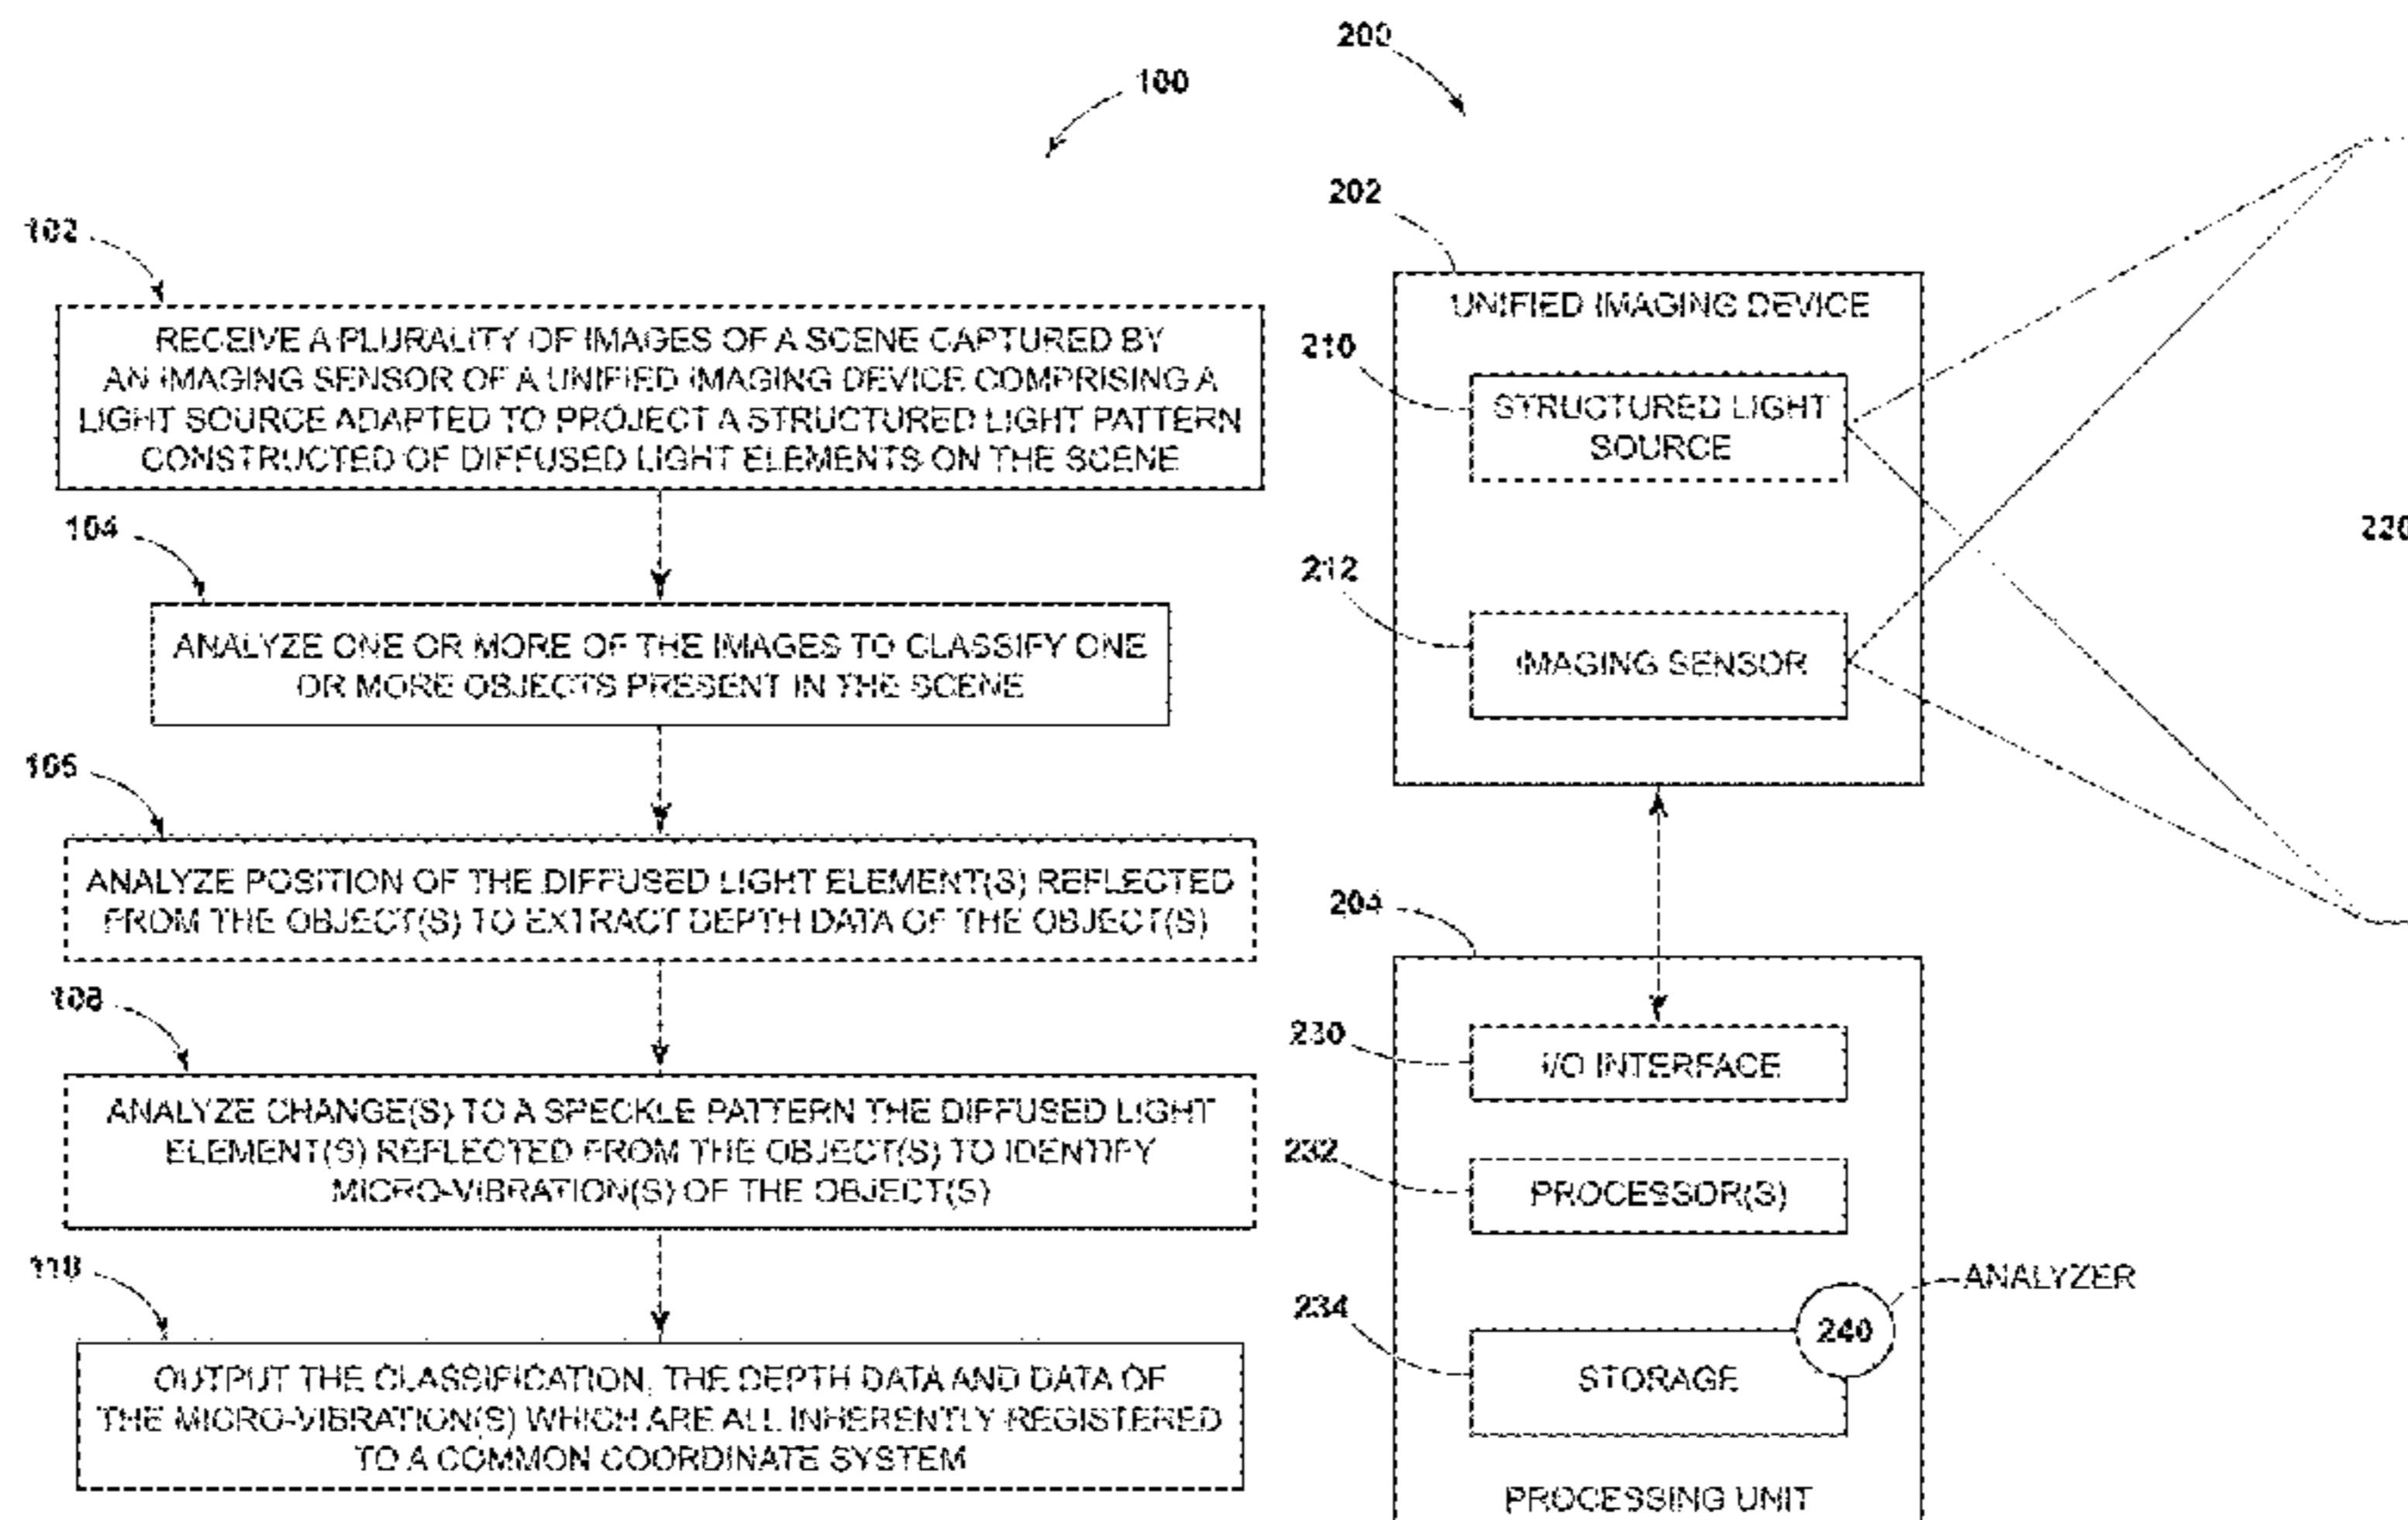 100
102
RECEIVE A PLURALITY OF IMAGES OF A SCENE CAPTURED BY
AN IMAGING SENSOR OF A UNIFIED IMAGING DEVICE COMPRISING A
LIGHT SOURCE ADAPTED TO PROJECT A STRUCTURED LIGHT PATTERN
CONSTRUCTED OF DIFFUSED LIGHT ELEMENTS ON THE SCENE
104
ANALYZE ONE OR MORE OF THE IMAGES TO CLASSIFY ONE
OR MORE OBJECTS PRESENT IN THE SCENE
106
ANALYZE POSITION OF THE DIFFUSED LIGHT ELEMENT(S) REFLECTED
FROM THE OBJECT(S) TO EXTRACT DEPTH DATA OF THE OBJECT(S)
108
ANALYZE CHANGE(S) TO A SPECKLE PATTERN THE DIFFUSED LIGHT
ELEMENT(S) REFLECTED FROM THE OBJECT(S) TO IDENTIFY
MICRO-VIBRATION(S) OF THE OBJECT(S)
110
OUTPUT THE CLASSIFICATION, THE DEPTH DATA AND DATA OF
THE MICRO-VIBRATION(S) WHICH ARE ALL INHERENTLY REGISTERED
TO A COMMON COORDINATE SYSTEM
200
202
UNIFIED IMAGING DEVICE
210
STRUCTURED LIGHT
SOURCE
212
IMAGING SENSOR
220
204
230
I/O INTERFACE
232
PROCESSOR(S)
ANALYZER
234
240
STORAGE
PROCESSING UNIT